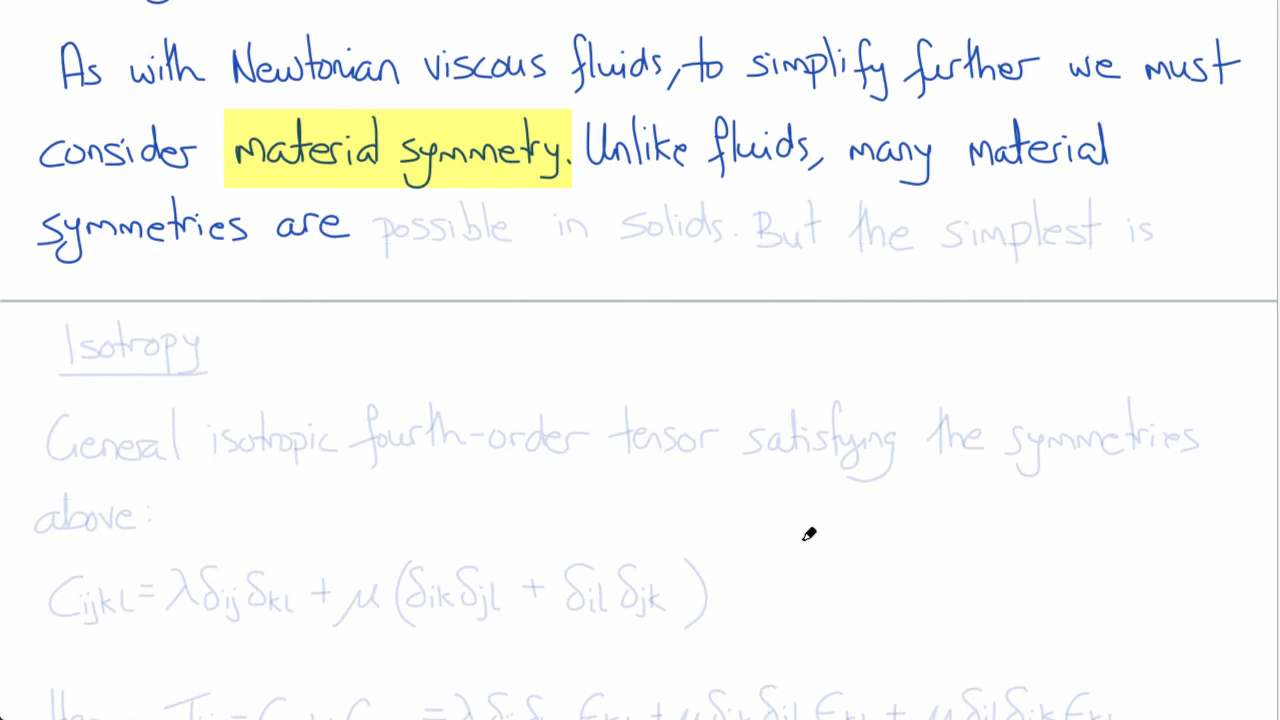 As with Newtonian viscous fluids, to simplify further we must
consider material symmetry. Unlike fluids, many material
symmetries are possible in solids. But the simplest is
Isotropy
General isotropic fourth-order tensor satisfying the symmetries
above:
Cijkl = λδijδkl + μ(δikδjl + δilδjk)